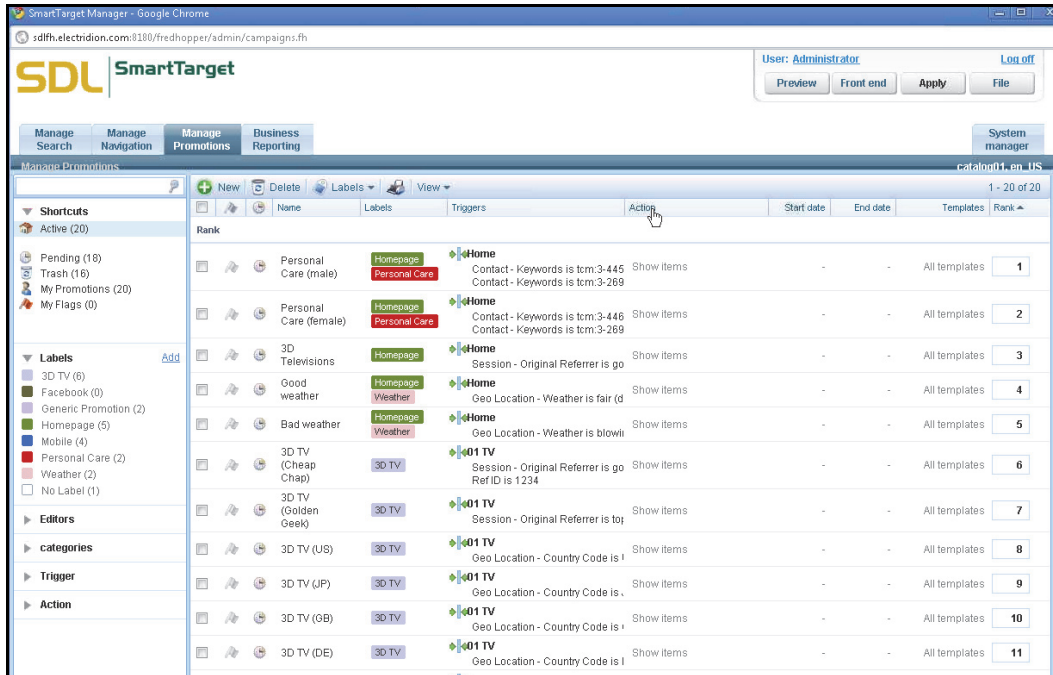 SmartTarget Manager - Google Chrome
sdlfh.electridion.com:8180/fredhopper/admin/campaigns.fh
SDL SmartTarget
User: Administrator Log off
Preview Front end Apply File
Manage Search
Manage Navigation
Manage Promotions
Business Reporting
System manager
Manage Promotions catalog01, en_US
New Delete Labels View 1 - 20 of 20
Shortcuts
Active (20)
Pending (18)
Trash (16)
My Promotions (20)
My Flags (0)
Labels Add
3D TV (6)
Facebook (0)
Generic Promotion (2)
Homepage (5)
Mobile (4)
Personal Care (2)
Weather (2)
No Label (1)
Editors
categories
Trigger
Action
Name Labels Triggers Action Start date End date Templates Rank
Rank
Personal Care (male) Homepage Personal Care Home
Contact - Keywords is tcm:3-445 Show items - - All templates 1
Contact - Keywords is tcm:3-269
Personal Care (female) Homepage Personal Care Home
Contact - Keywords is tcm:3-446 Show items - - All templates 2
Contact - Keywords is tcm:3-269
3D Televisions Homepage Home
Session - Original Referrer is go Show items - - All templates 3
Good weather Homepage Weather Home
Geo Location - Weather is fair (d Show items - - All templates 4
Bad weather Homepage Weather Home
Geo Location - Weather is blowi Show items - - All templates 5
3D TV (Cheap Chap) 3D TV 01 TV
Session - Original Referrer is go Show items - - All templates 6
Ref ID is 1234
3D TV (Golden Geek) 3D TV 01 TV
Session - Original Referrer is to Show items - - All templates 7
3D TV (US) 3D TV 01 TV
Geo Location - Country Code is Show items - - All templates 8
3D TV (JP) 3D TV 01 TV
Geo Location - Country Code is Show items - - All templates 9
3D TV (GB) 3D TV 01 TV
Geo Location - Country Code is Show items - - All templates 10
3D TV (DE) 3D TV 01 TV
Geo Location - Country Code is Show items - - All templates 11